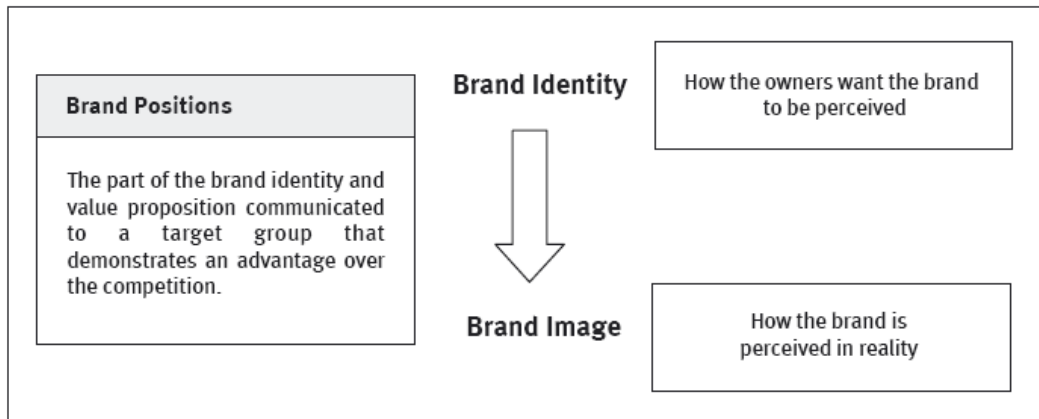 Brand Positions
The part of the brand identity and
value proposition communicated
to a target group that
demonstrates an advantage over
the competition.
Brand Identity
How the owners want the brand
to be perceived
Brand Image
How the brand is
perceived in reality